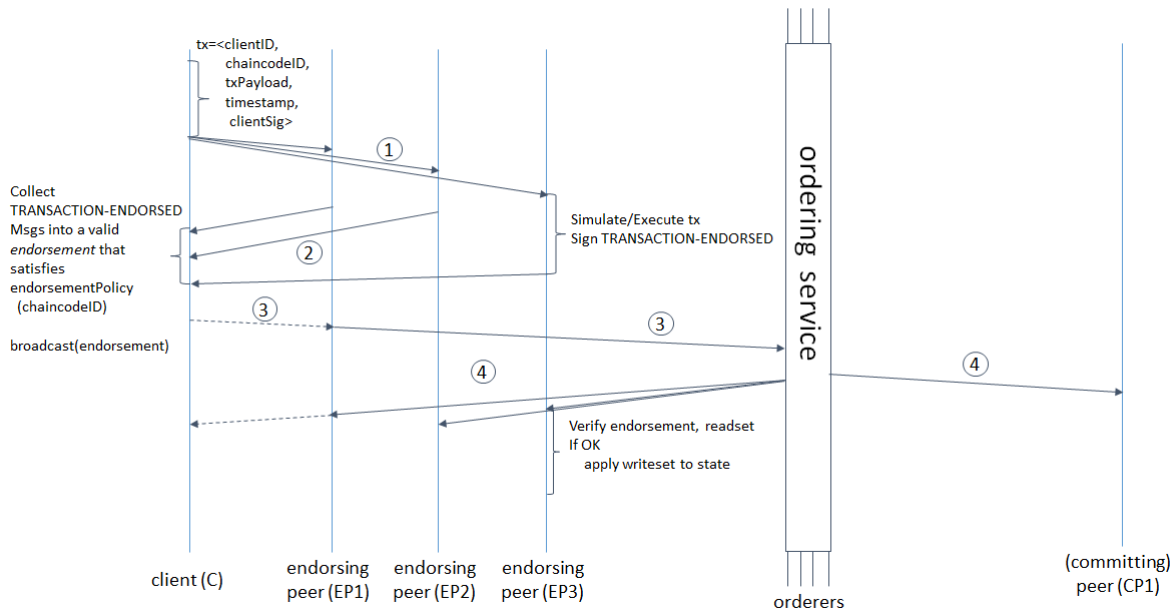 tx=<clientID,
chaincodeID,
txPayload,
timestamp,
clientSig>
1
Collect
TRANSACTION-ENDORSED
Msgs into a valid
endorsement that
satisfies
endorsementPolicy
(chaincodeID)
Simulate/Execute tx
Sign TRANSACTION-ENDORSED
2
3
3
broadcast(endorsement)
ordering service
4
4
Verify endorsement, readset
If OK
apply writeset to state
client (C)
endorsing
peer (EP1)
endorsing
peer (EP2)
endorsing
peer (EP3)
orderers
(committing)
peer (CP1)